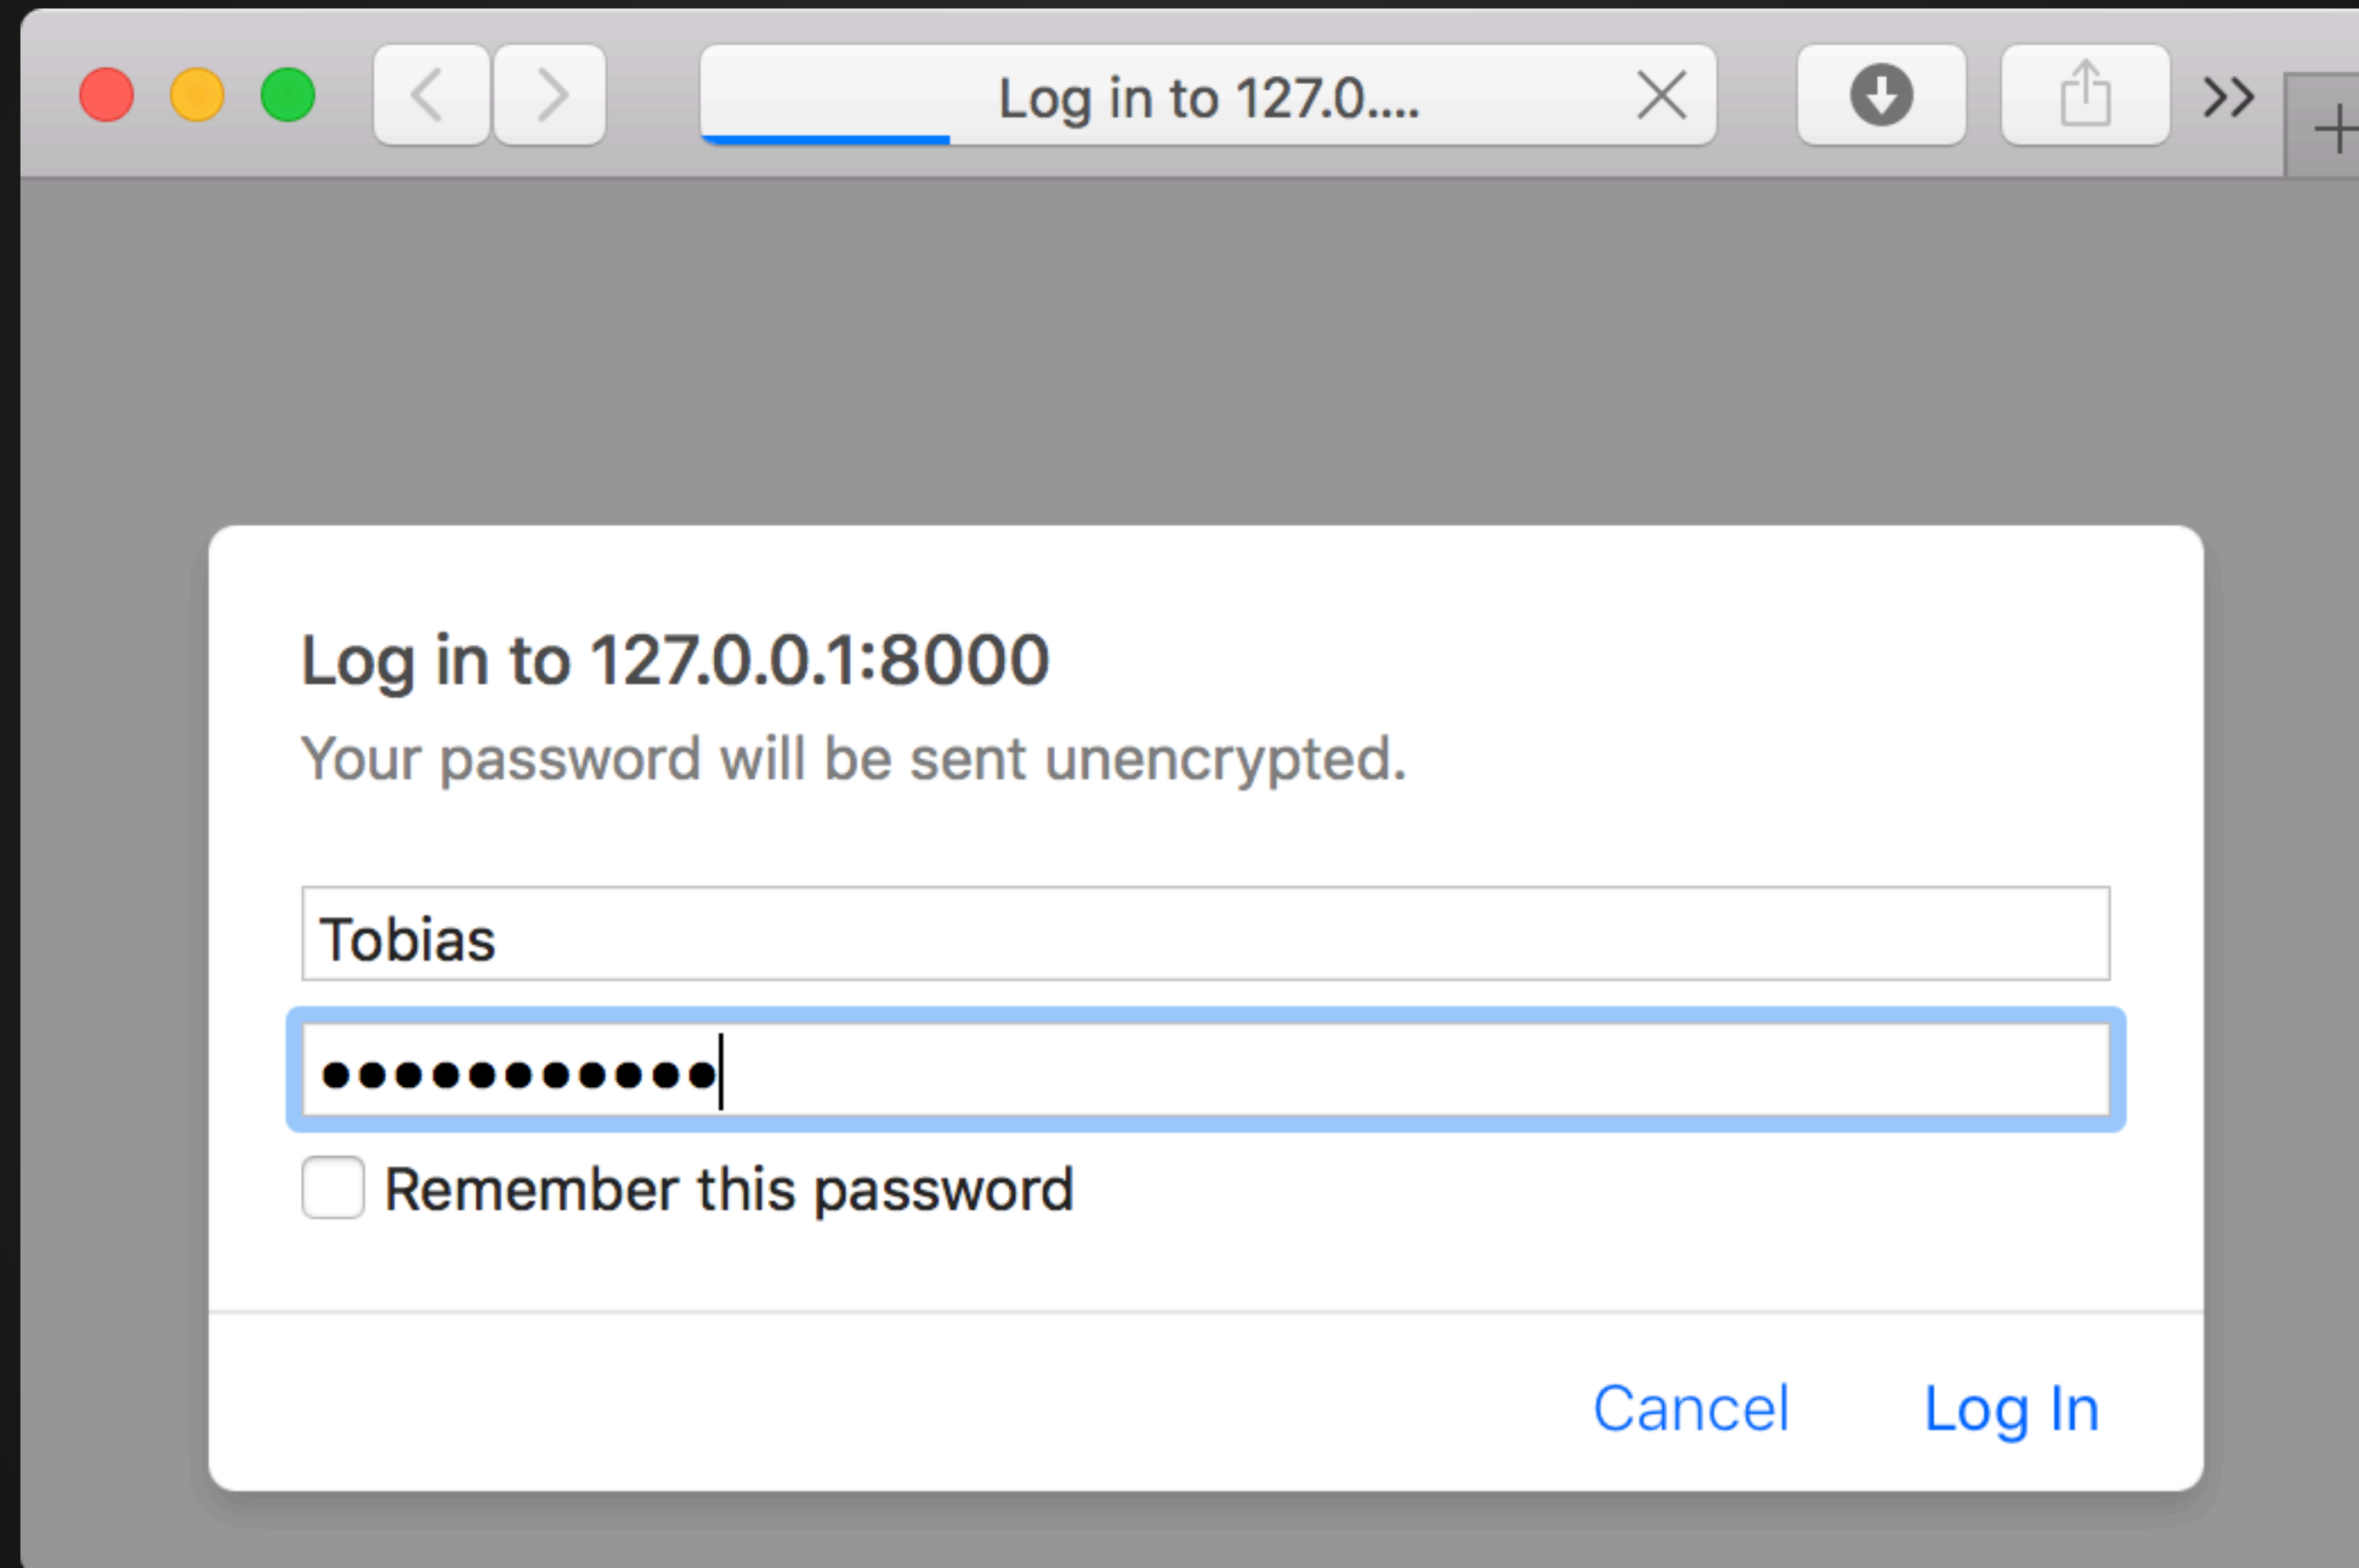 Log in to 127.0....
Log in to 127.0.0.1:8000
Your password will be sent unencrypted.
Tobias
•••••••••••
Remember this password
Cancel Log In